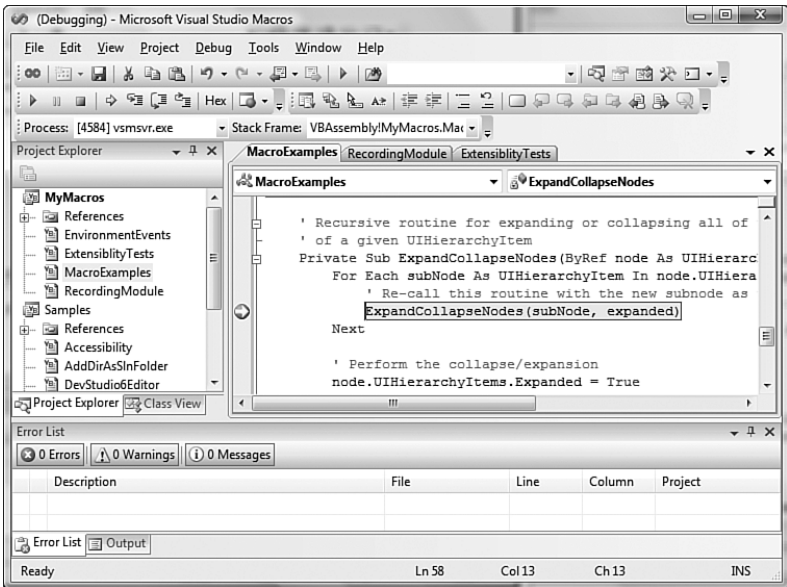 (Debugging) - Microsoft Visual Studio Macros
File Edit View Project Debug Tools Window Help
Hex
Process: [4584] vsmsvr.exe Stack Frame: VBAssembly!MyMacros.Mac
Project Explorer
MyMacros
References
EnvironmentEvents
ExtensiblityTests
MacroExamples
RecordingModule
Samples
References
Accessibility
AddDirAsSlnFolder
DevStudio6Editor
Project Explorer Class View
MacroExamples RecordingModule ExtensiblityTests
MacroExamples ExpandCollapseNodes
' Recursive routine for expanding or collapsing all of
' of a given UIHierarchyItem
Private Sub ExpandCollapseNodes(ByRef node As UIHierarc
For Each subNode As UIHierarchyItem In node.UIHiera
' Re-call this routine with the new subnode as
ExpandCollapseNodes(subNode, expanded)
Next
' Perform the collapse/expansion
node.UIHierarchyItems.Expanded = True
Error List
0 Errors 0 Warnings 0 Messages
Description File Line Column Project
Error List Output
Ready Ln 58 Col 13 Ch 13 INS